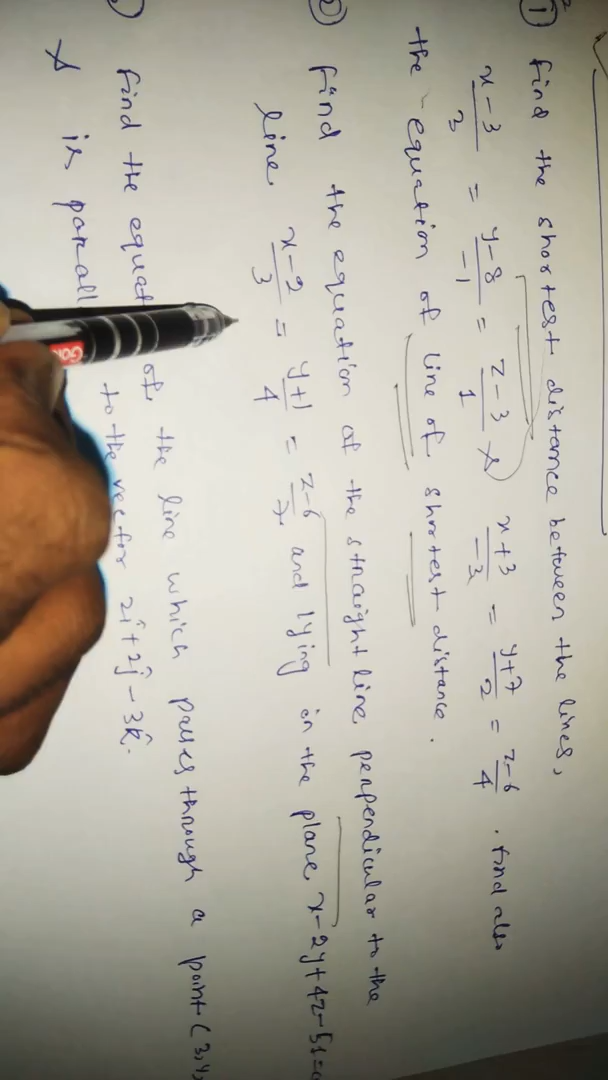 ① find the shortest distance between the lines,
x-3/3 = y-8/-1 = z-3/1 & x+3/-3 = y+7/2 = z-6/4 . find also
the equation of line of shortest distance.
② find the equation of the straight line perpendicular to the
line x-2/3 = y+1/4 = z-6/7 and lying in the plane x-2y+4z-51=0
find the equat of the line which passes through a point (3,4,
& is parall to the vector 2î+2ĵ-3k̂.